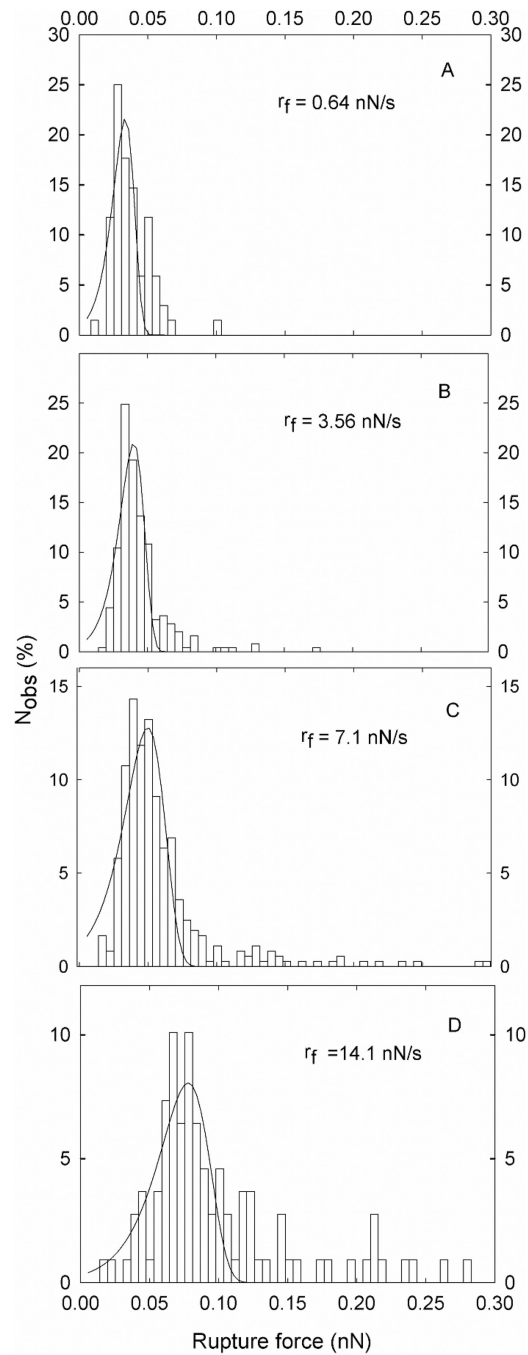 0.00 0.05 0.10 0.15 0.20 0.25 0.30
30 30
A
25 25
r_f = 0.64 nN/s
20 20
15 15
10 10
5 5
0 0
B
25 25
r_f = 3.56 nN/s
20 20
15 15
10 10
5 5
0 0
N_obs (%)
15 15
C
r_f = 7.1 nN/s
10 10
5 5
0 0
D
10 10
r_f =14.1 nN/s
5 5
0 0
0.00 0.05 0.10 0.15 0.20 0.25 0.30
Rupture force (nN)